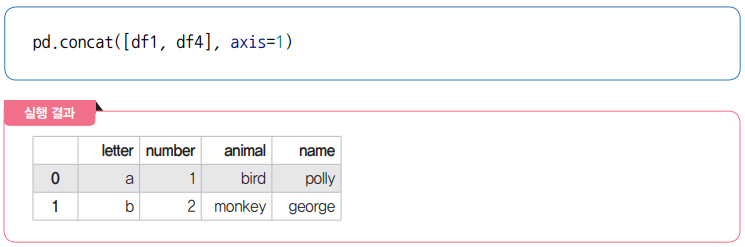 pd.concat([df1, df4], axis=1)
실행 결과
letter number animal name
0 a 1 bird polly
1 b 2 monkey george